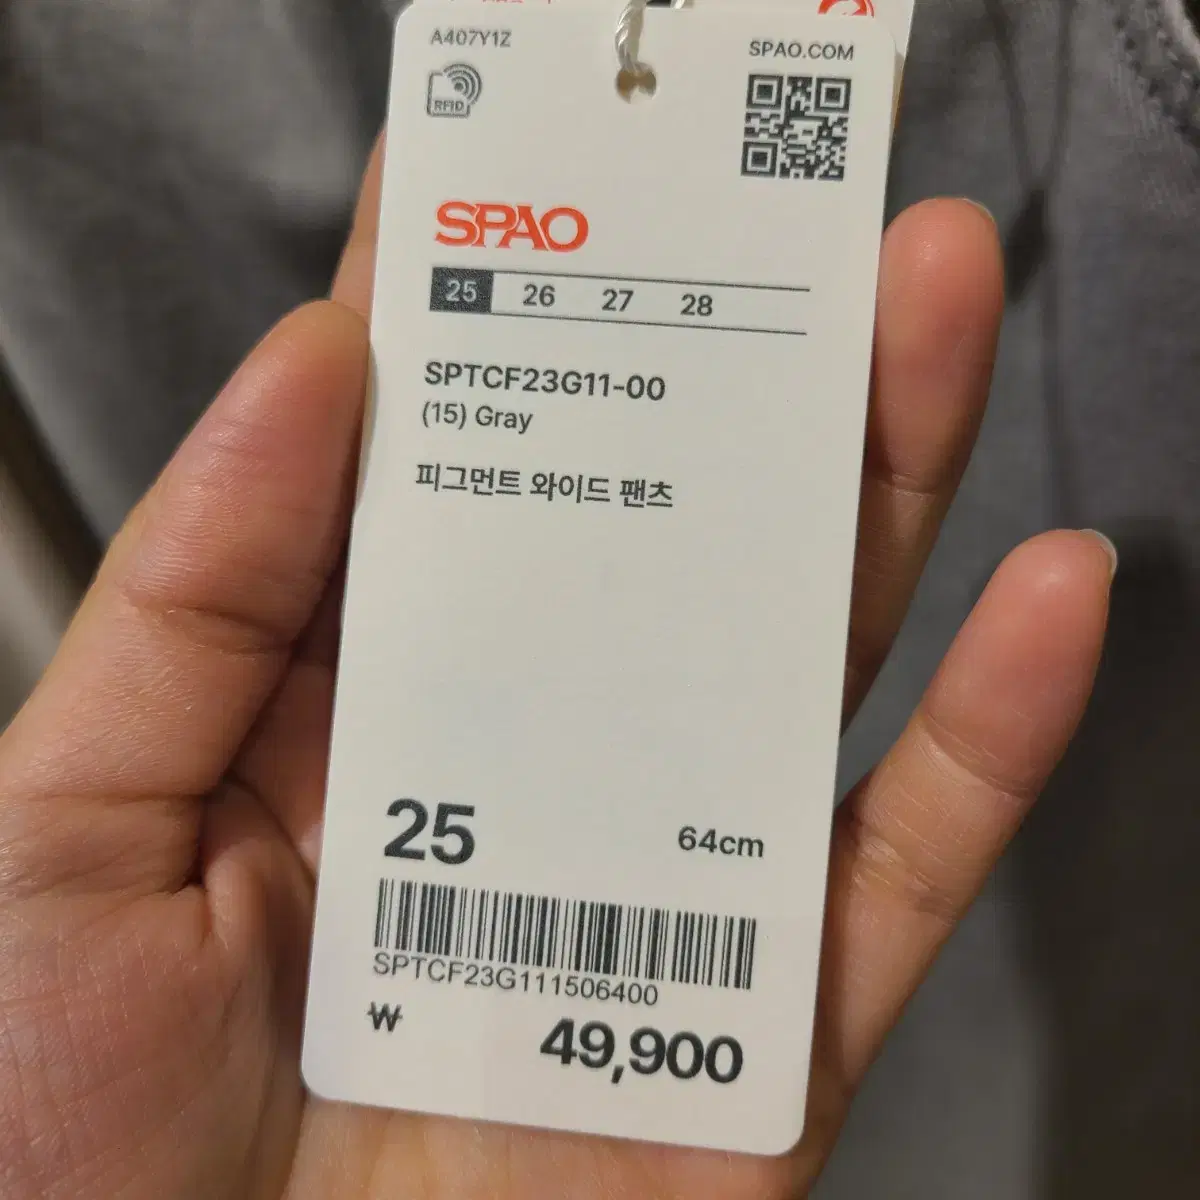 A407Y1Z
SPAO.COM
RFID
SPAO
25 26 27 28
SPTCF23G11-00
(15) Gray
피그먼트 와이드 팬츠
25
64cm
SPTCF23G111506400
₩ 49,900